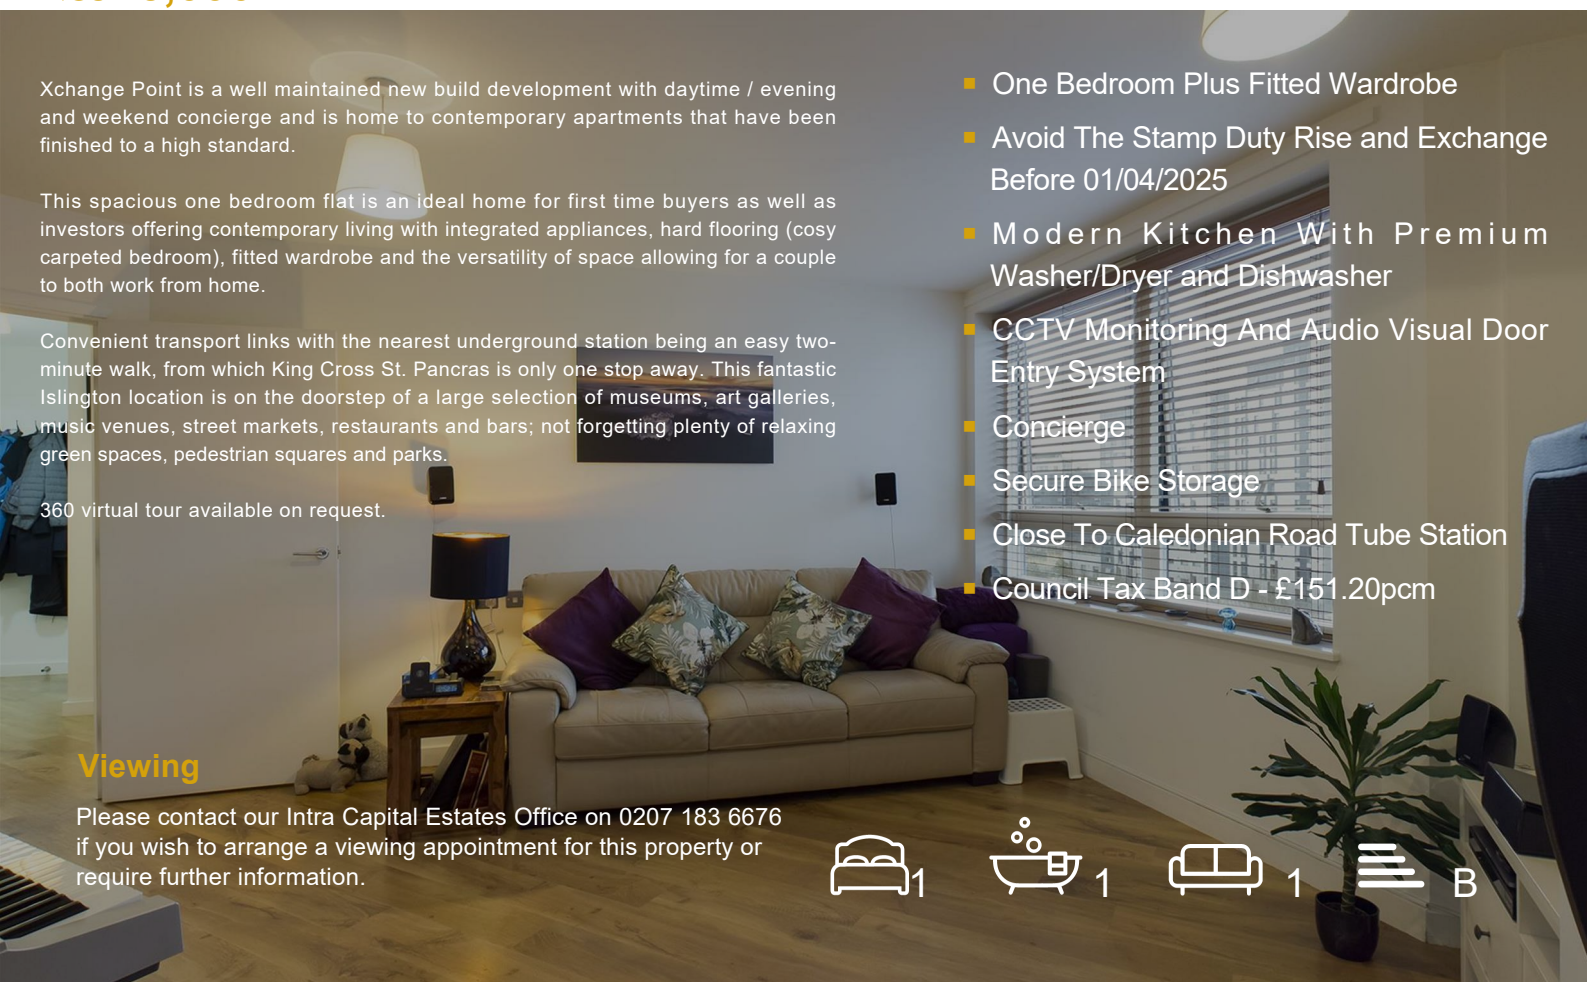 Xchange Point is a well maintained new build development with daytime / evening
and weekend concierge and is home to contemporary apartments that have been
finished to a high standard.
This spacious one bedroom flat is an ideal home for first time buyers as well as
investors offering contemporary living with integrated appliances, hard flooring (cosy
carpeted bedroom), fitted wardrobe and the versatility of space allowing for a couple
to both work from home.
Convenient transport links with the nearest underground station being an easy two-
minute walk, from which King Cross St. Pancras is only one stop away. This fantastic
Islington location is on the doorstep of a large selection of museums, art galleries,
music venues, street markets, restaurants and bars; not forgetting plenty of relaxing
green spaces, pedestrian squares and parks.
360 virtual tour available on request.
One Bedroom Plus Fitted Wardrobe
Avoid The Stamp Duty Rise and Exchange
Before 01/04/2025
Modern Kitchen With Premium
Washer/Dryer and Dishwasher
CCTV Monitoring And Audio Visual Door
Entry System
Concierge
Secure Bike Storage
Close To Caledonian Road Tube Station
Council Tax Band D - £151.20pcm
Viewing
Please contact our Intra Capital Estates Office on 0207 183 6676
if you wish to arrange a viewing appointment for this property or
require further information.
1 1 1 B